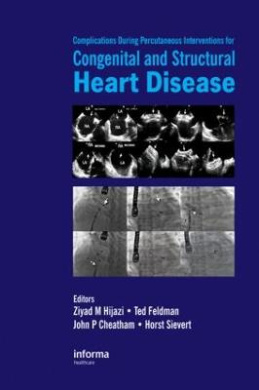 Complications During Percutaneous Interventions for
Congenital and Structural
Heart Disease
Editors
Ziyad M Hijazi • Ted Feldman
John P Cheatham • Horst Sievert
informa
healthcare